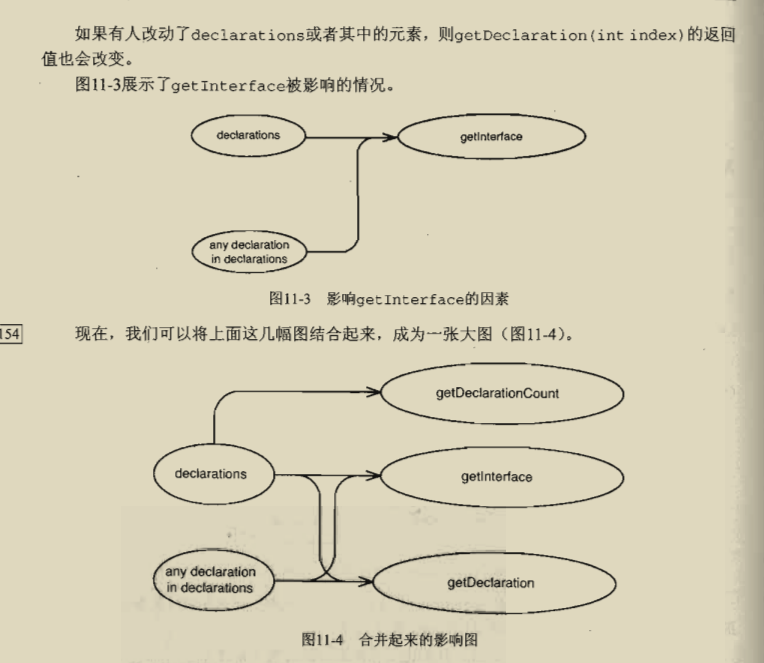 如果有人改动了declarations或者其中的元素，则getDeclaration(int index)的返回
值也会改变。
图11-3展示了getInterface被影响的情况。
declarations
getInterface
any declaration
in declarations
图11-3 影响getInterface的因素
154
现在，我们可以将上面这几幅图结合起来，成为一张大图（图11-4）。
getDeclarationCount
declarations
getInterface
any declaration
in declarations
getDeclaration
图11-4 合并起来的影响图